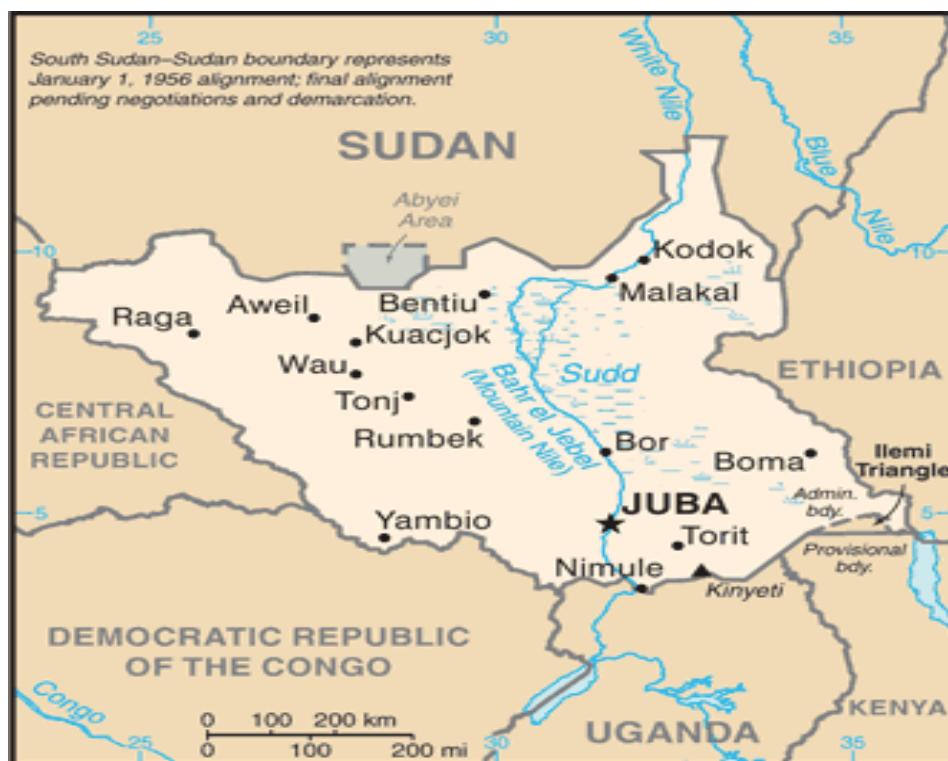 25
30
35
South Sudan–Sudan boundary represents
January 1, 1956 alignment; final alignment
pending negotiations and demarcation.
White Nile
SUDAN
Blue
Nile
Abyei
Area
10
10
Kodok
Malakal
Bentiu
Aweil
Raga
Kuacjok
Wau
Sudd
ETHIOPIA
Tonj
Bahr el Jebel
(Mountain Nile)
CENTRAL
AFRICAN
REPUBLIC
Rumbek
Bor
Boma
Ilemi
Triangle
Admin.
bdy.
JUBA
5
5
Yambio
Torit
Provisional
bdy.
Nimule
Kinyeti
DEMOCRATIC REPUBLIC
OF THE CONGO
Congo
0 100 200 km
0 100 200 mi
UGANDA
KENYA
25
30
35